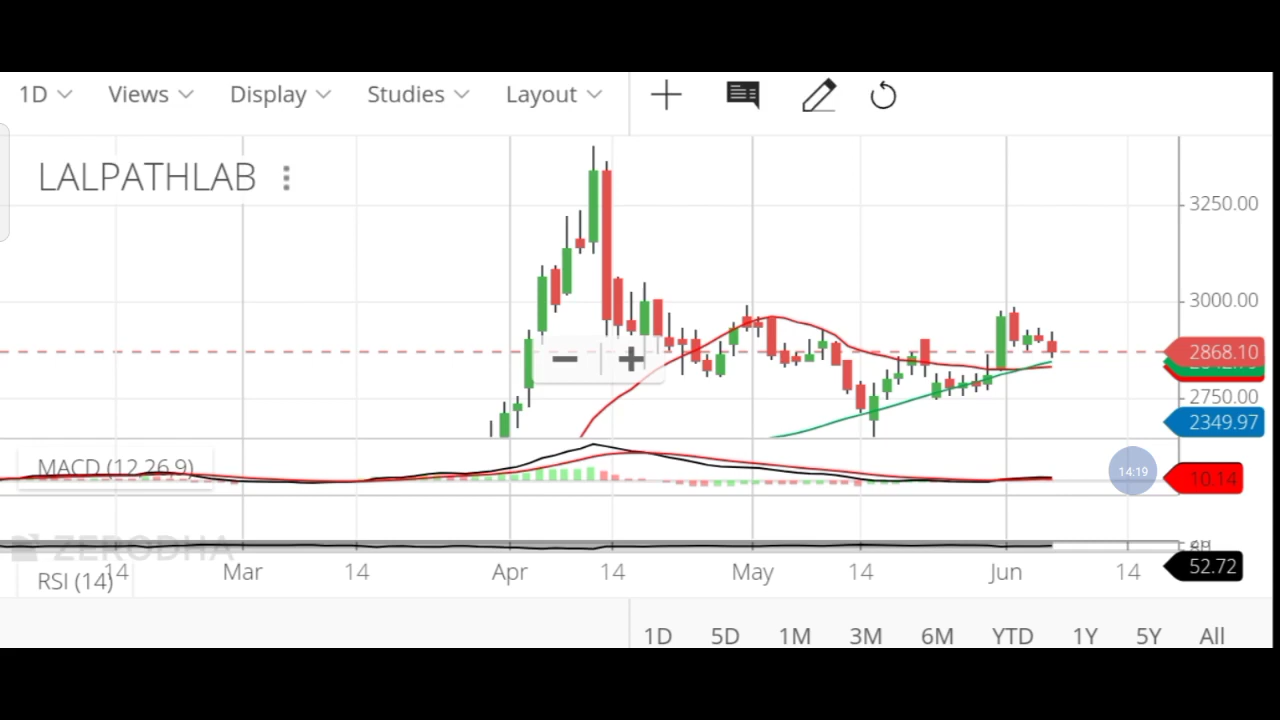 1D Views Display Studies Layout
LALPATHLAB
3250.00
3000.00
2868.10
2750.00
2349.97
MACD (12,26,9)
14:19
10.14
ZERODHA
14 Mar 14 Apr 14 May 14 Jun 14
52.72
RSI (14)
1D 5D 1M 3M 6M YTD 1Y 5Y All